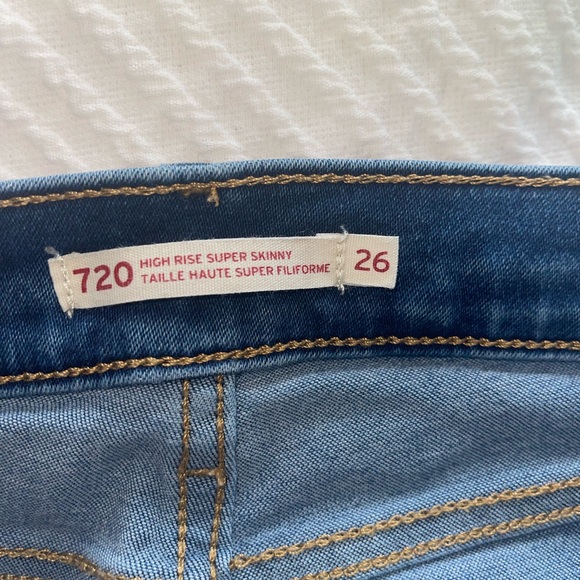 720
HIGH RISE SUPER SKINNY
TAILLE HAUTE SUPER FILIFORME
26